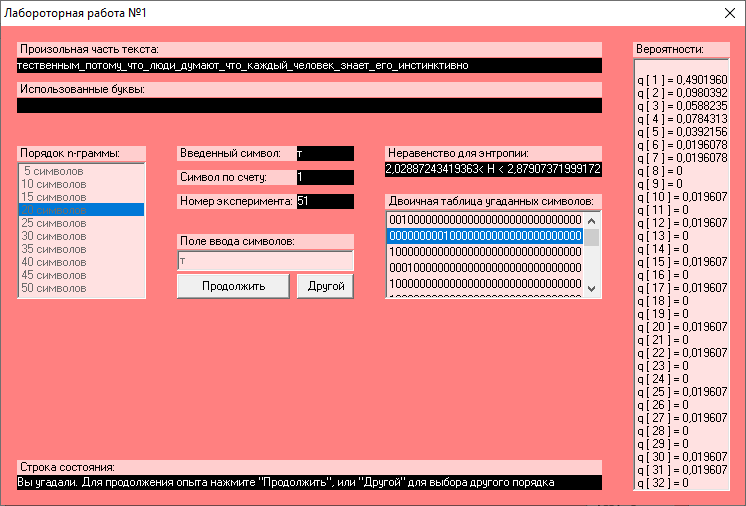 Лабораторная работа №1
Произольная часть текста:
тественным_потому_что_люди_думают_что_каждый_человек_знает_его_инстинктивно
Использованные буквы:
Порядок n-граммы:
5 символов
10 символов
15 символов
20 символов
25 символов
30 символов
35 символов
40 символов
45 символов
50 символов
Введенный символ: т
Символ по счету: 1
Номер эксперимента: 51
Поле ввода символов:
т
Продолжить
Другой
Неравенство для энтропии:
2,02887243419363< H < 2,87907371999172
Двоичная таблица угаданных символов:
Строка состояния:
Вы угадали. Для продолжения опыта нажмите "Продолжить", или "Другой" для выбора другого порядка
Вероятности:
q [ 1 ] = 0,4901960
q [ 2 ] = 0,0980392
q [ 3 ] = 0,0588235
q [ 4 ] = 0,0784313
q [ 5 ] = 0,0392156
q [ 6 ] = 0,0196078
q [ 7 ] = 0,0196078
q [ 8 ] = 0
q [ 9 ] = 0
q [ 10 ] = 0,019607
q [ 11 ] = 0
q [ 12 ] = 0,019607
q [ 13 ] = 0
q [ 14 ] = 0
q [ 15 ] = 0,019607
q [ 16 ] = 0
q [ 17 ] = 0,019607
q [ 18 ] = 0
q [ 19 ] = 0
q [ 20 ] = 0,019607
q [ 21 ] = 0
q [ 22 ] = 0,019607
q [ 23 ] = 0
q [ 24 ] = 0
q [ 25 ] = 0,019607
q [ 26 ] = 0
q [ 27 ] = 0,019607
q [ 28 ] = 0
q [ 29 ] = 0
q [ 30 ] = 0,019607
q [ 31 ] = 0,019607
q [ 32 ] = 0